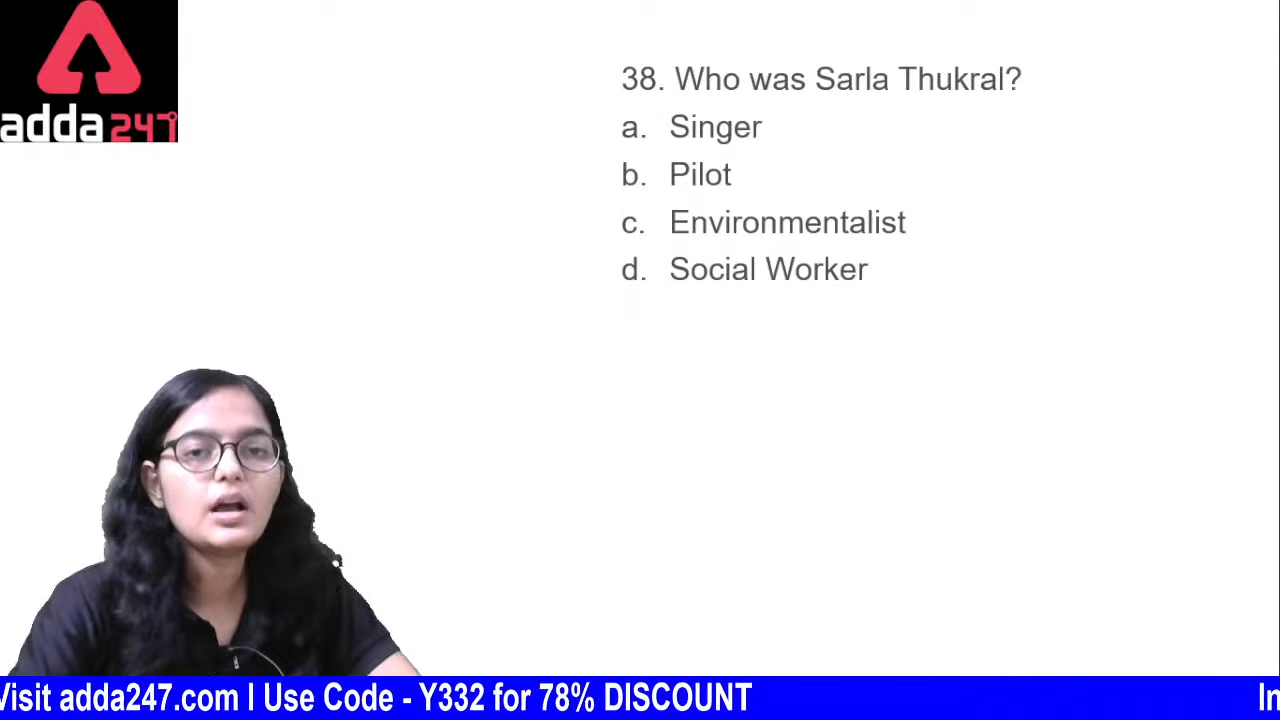 adda247
38. Who was Sarla Thukral?
a. Singer
b. Pilot
c. Environmentalist
d. Social Worker
Visit adda247.com I Use Code - Y332 for 78% DISCOUNT